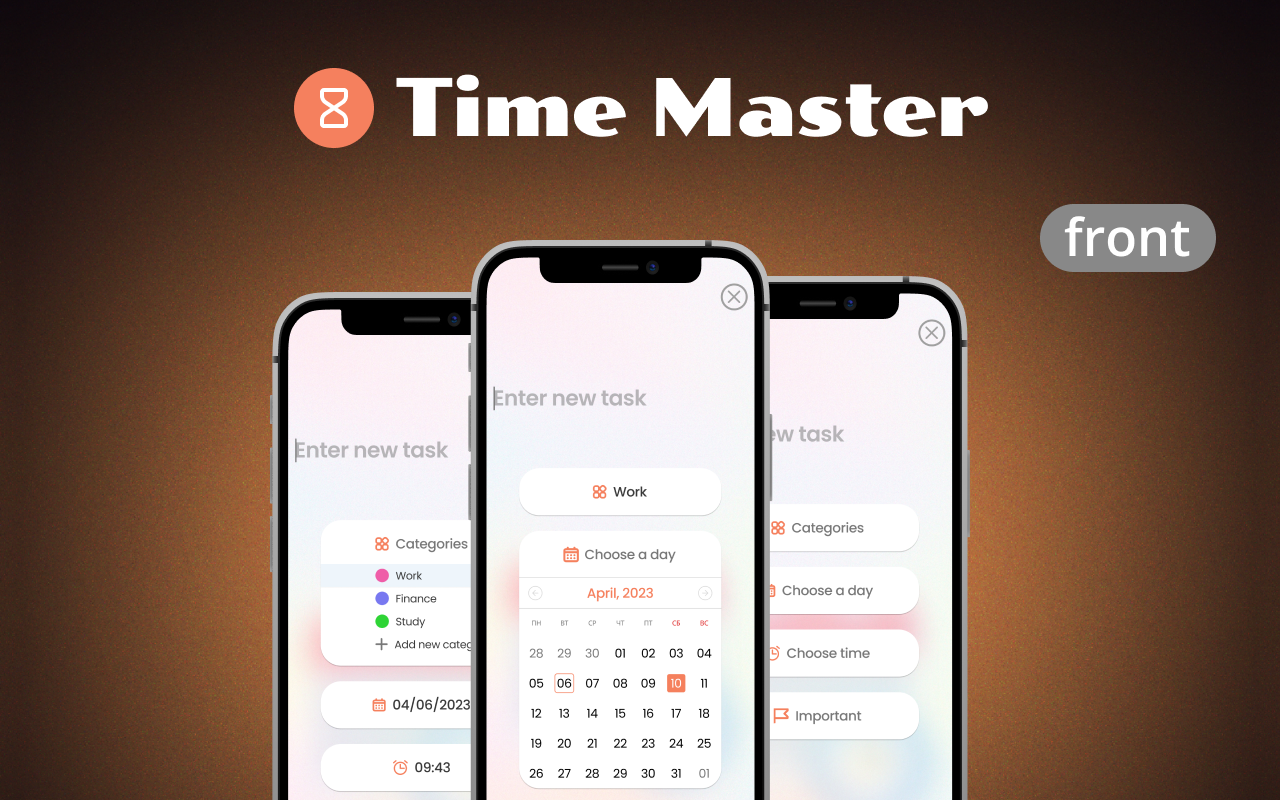 Time Master
front
Enter new task
Categories
Work
Finance
Study
Add new categ
04/06/2023
09:43
Enter new task
Work
Choose a day
April, 2023
ПН ВТ СР ЧТ ПТ СБ ВС
28 29 30 01 02 03 04
05 06 07 08 09 10 11
12 13 14 15 16 17 18
19 20 21 22 23 24 25
26 27 28 29 30 31 01
ew task
Categories
Choose a day
Choose time
Important